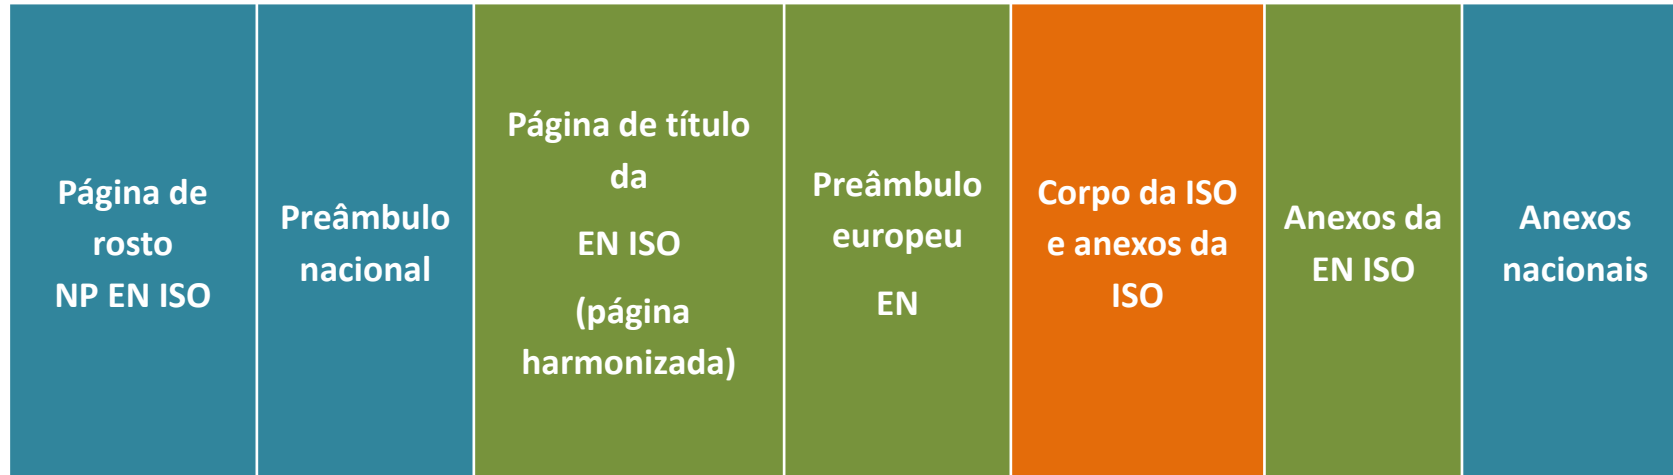 Página de
rosto
NP EN ISO
Preâmbulo
nacional
Página de título
da
EN ISO
(página
harmonizada)
Preâmbulo
europeu
EN
Corpo da ISO
e anexos da
ISO
Anexos da
EN ISO
Anexos
nacionais